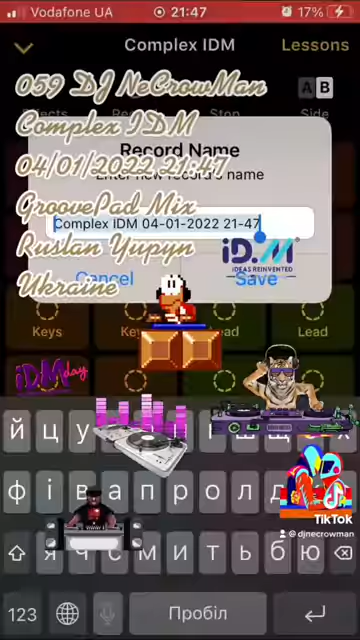 Vodafone UA
21:47
17%
Complex IDM
Lessons
059 DJ NeCrowMan
A B
Stop
Side
Complex IDM
Record Name
04/01/2022 21:47
Enter new record's name
GroovePad Mix
Complex IDM 04-01-2022 21-47
Ruslan Yupyn
iD.M
IDEAS REINVENTED
Ukraine
Cancel
Save
Keys
Lead
Lead
iDM day
й ц у х
ф і в а п р о л д
TikTok
@djnecrowman
я ч с м и т ь б ю
123
Пробіл